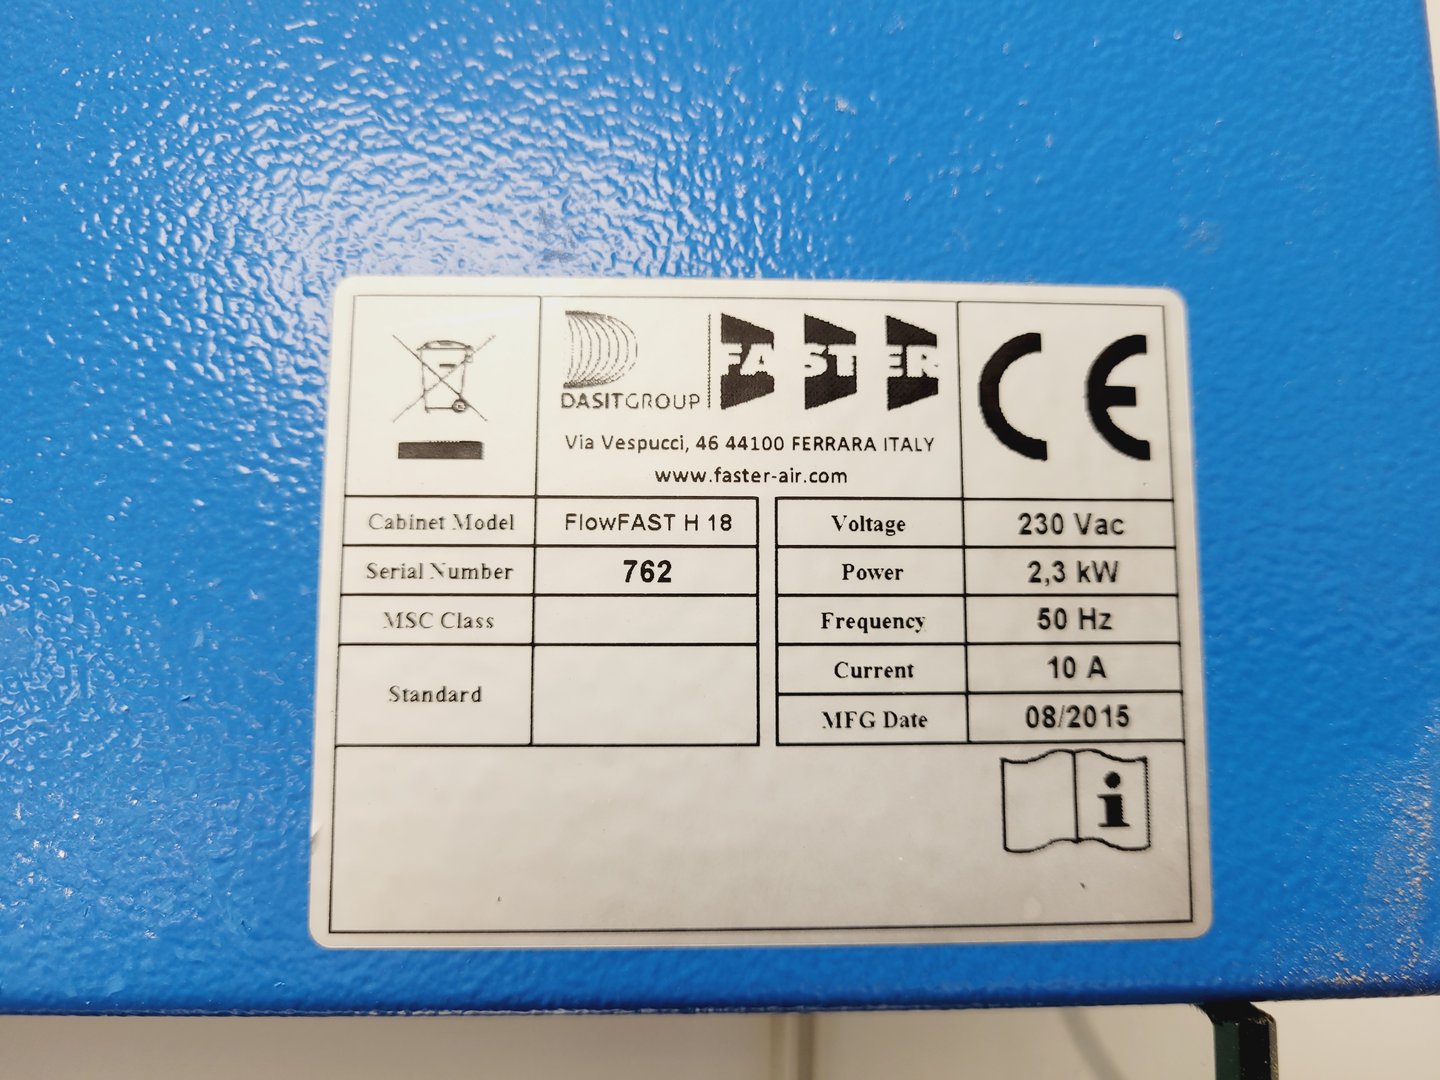 DASITGROUP FASTER
Via Vespucci, 46 44100 FERRARA ITALY
www.faster-air.com
CE
Cabinet Model FlowFAST H 18
Serial Number 762
MSC Class
Standard
Voltage 230 Vac
Power 2,3 kW
Frequency 50 Hz
Current 10 A
MFG Date 08/2015
i